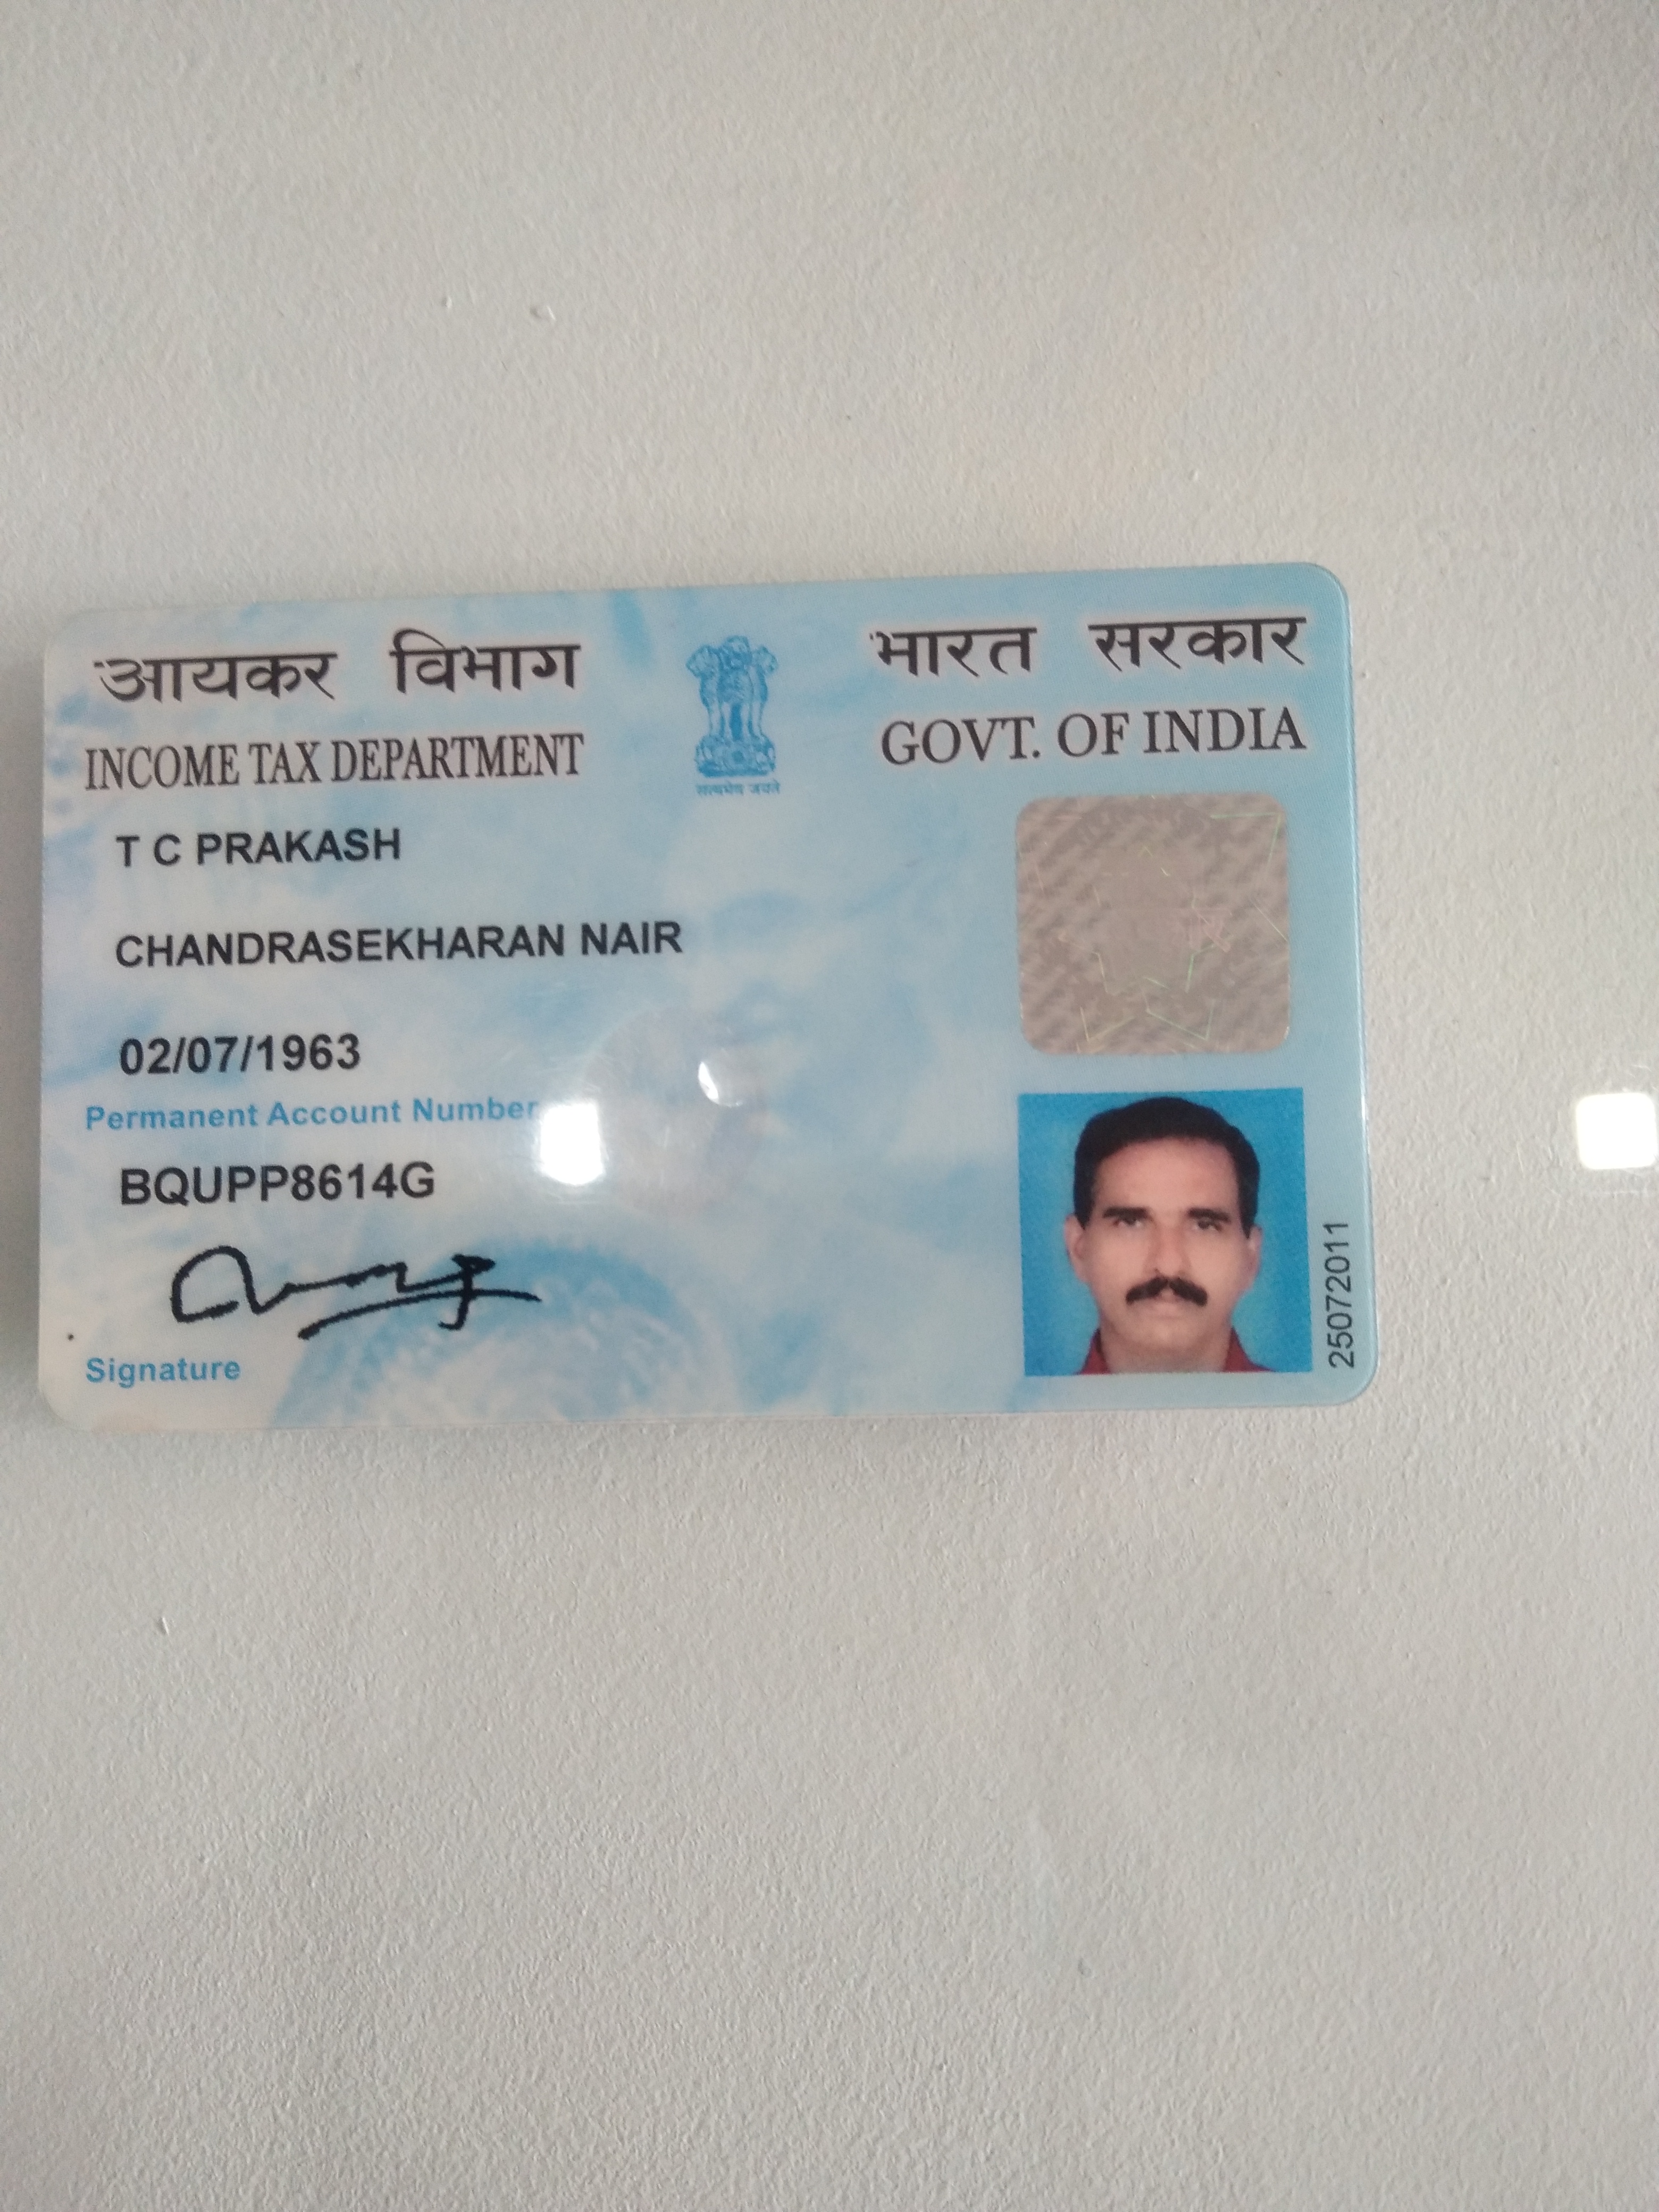 आयकर विभाग
INCOME TAX DEPARTMENT
सत्यमेव जयते
भारत सरकार
GOVT. OF INDIA
T C PRAKASH
CHANDRASEKHARAN NAIR
02/07/1963
Permanent Account Number
BQUPP8614G
Signature
25072011